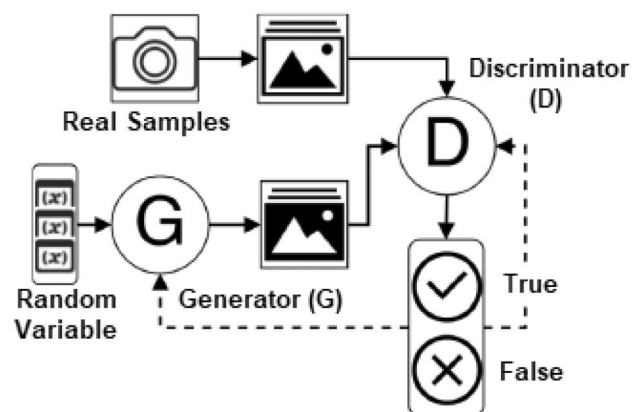 Real Samples
Discriminator
(D)
D
(x)
(x)
(x)
G
Random
Variable
Generator (G)
True
False